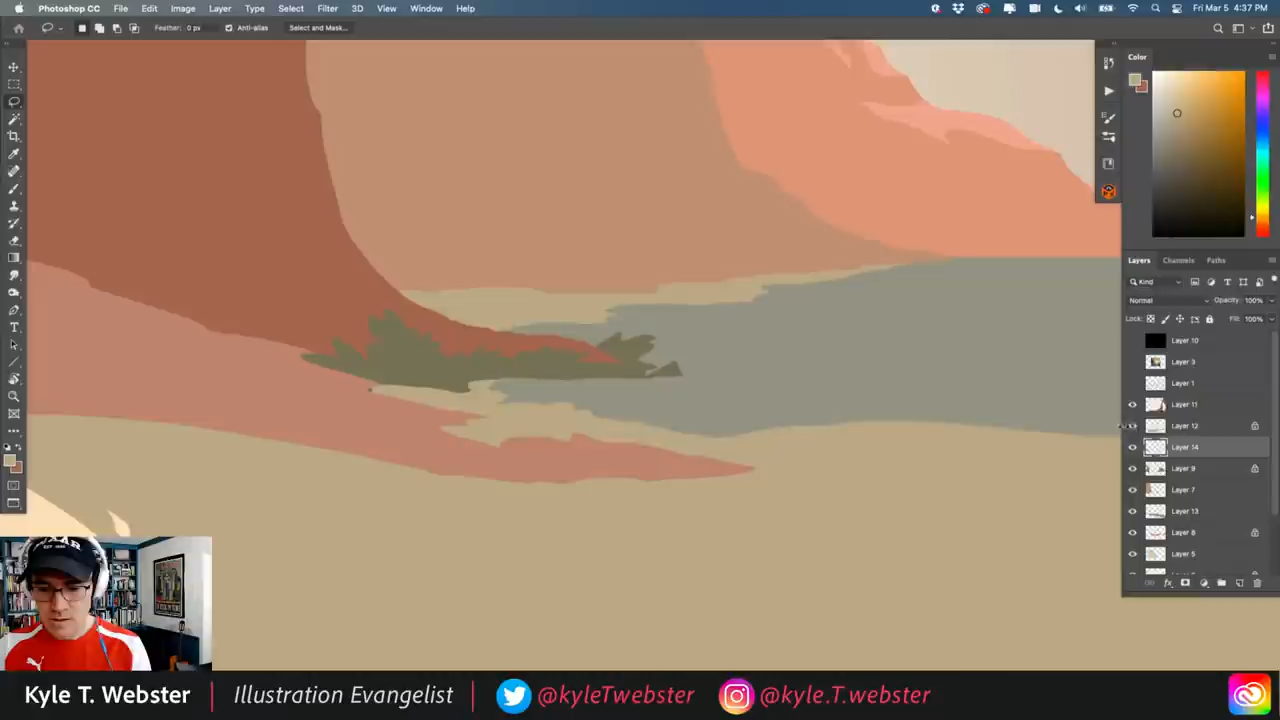 Photoshop CC File Edit Image Layer Type Select Filter 3D View Window Help Fri Mar 5 4:37 PM
Feather: 0 px Anti-alias Select and Mask...
Color
Layers Channels Paths
Kind
Normal Opacity: 100%
Lock: Fill: 100%
Layer 10
Layer 3
Layer 1
Layer 11
Layer 12
Layer 14
Layer 9
Layer 7
Layer 13
Layer 8
Layer 5
Kyle T. Webster | Illustration Evangelist | @kyleTwebster @kyle.T.webster